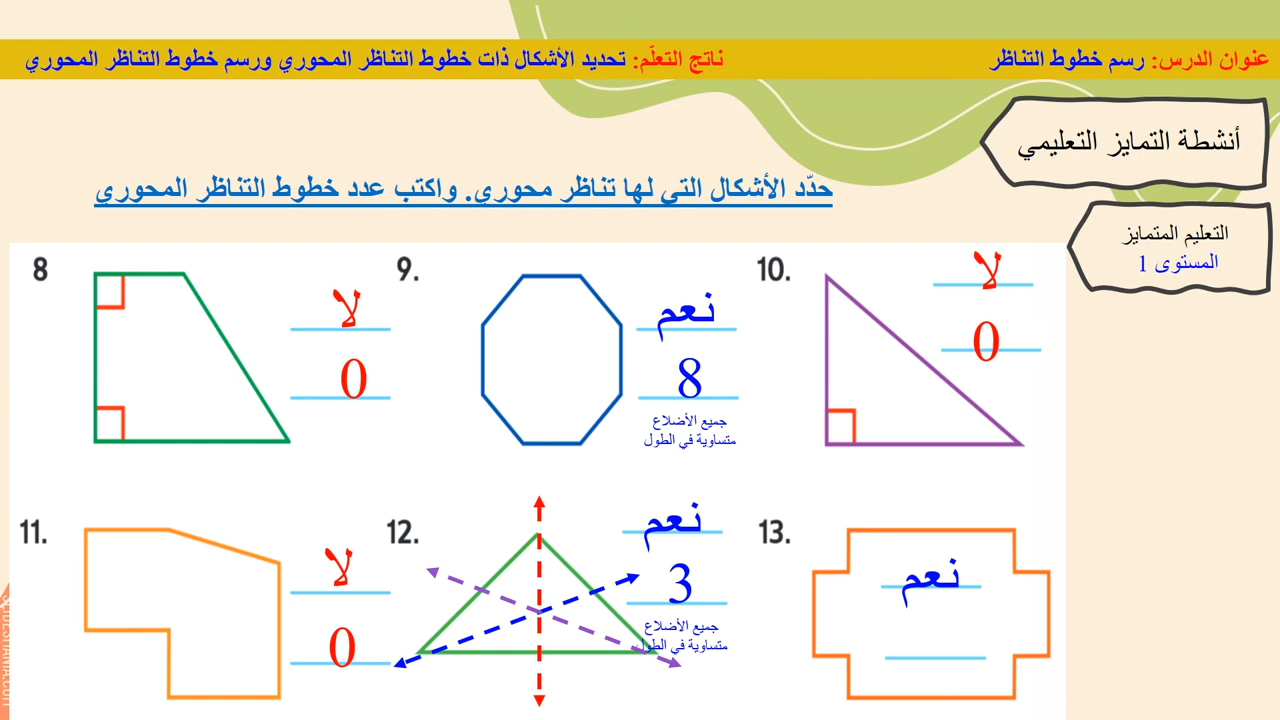 عنوان الدرس: رسم خطوط التناظر
ناتج التعلّم: تحديد الأشكال ذات خطوط التناظر المحوري ورسم خطوط التناظر المحوري
أنشطة التمايز التعليمي
التعليم المتمايز
المستوى 1
حدّد الأشكال التي لها تناظر محوري. واكتب عدد خطوط التناظر المحوري
8
لا
0
9.
نعم
8
جميع الأضلاع
متساوية في الطول
10.
لا
0
11.
لا
0
12.
نعم
3
جميع الأضلاع
متساوية في الطول
13.
نعم